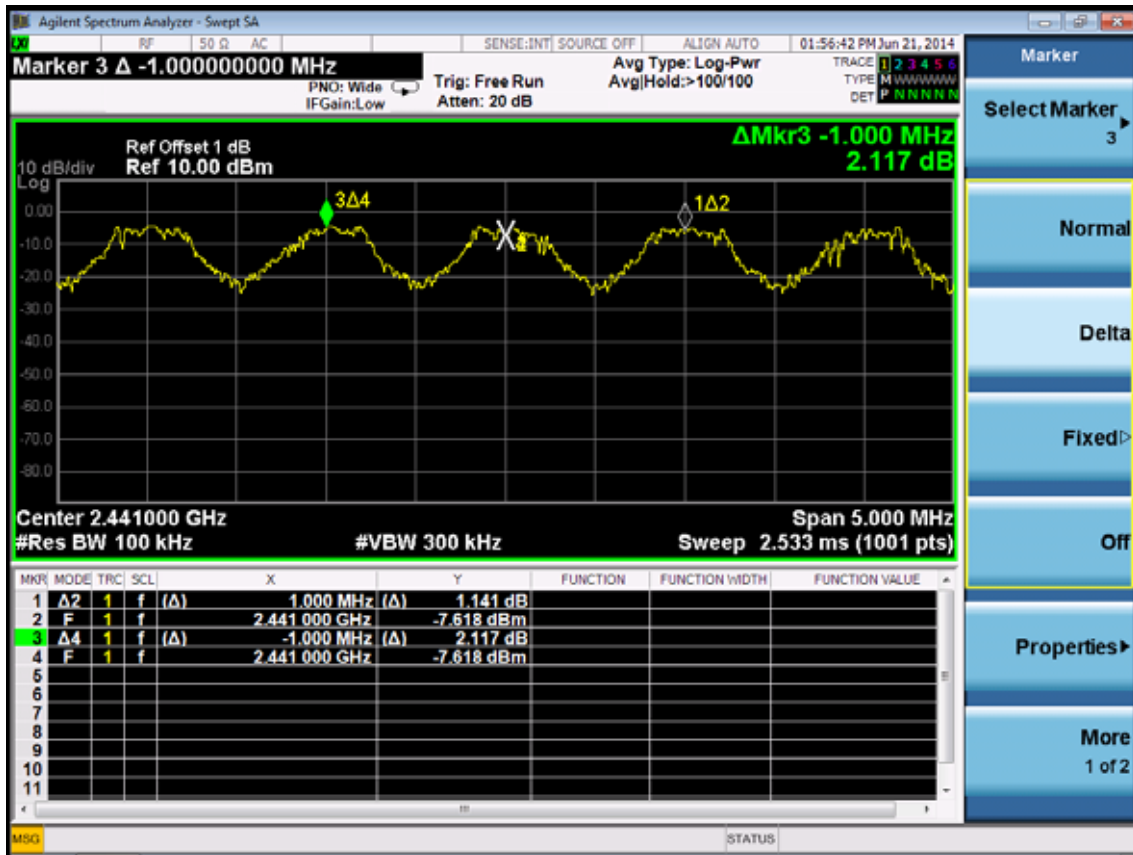 Agilent Spectrum Analyzer - Swept SA
LXI RF 50 Ω AC SENSE:INT SOURCE OFF ALIGN AUTO 01:56:42 PM Jun 21, 2014
Marker 3 Δ -1.000000000 MHz
PNO: Wide
IFGain:Low
Trig: Free Run
Atten: 20 dB
Avg Type: Log-Pwr
Avg|Hold:>100/100
TRACE 1 2 3 4 5 6
TYPE M W W W W W
DET P N N N N N
ΔMkr3 -1.000 MHz
2.117 dB
Ref Offset 1 dB
10 dB/div Ref 10.00 dBm
Log
0.00
-10.0
-20.0
-30.0
-40.0
-50.0
-60.0
-70.0
-80.0
3Δ4
1Δ2
Center 2.441000 GHz Span 5.000 MHz
#Res BW 100 kHz #VBW 300 kHz Sweep 2.533 ms (1001 pts)
MKR MODE TRC SCL X Y FUNCTION FUNCTION WIDTH FUNCTION VALUE
1 Δ2 1 f (Δ) 1.000 MHz (Δ) 1.141 dB
2 F 1 f 2.441 000 GHz -7.618 dBm
3 Δ4 1 f (Δ) -1.000 MHz (Δ) 2.117 dB
4 F 1 f 2.441 000 GHz -7.618 dBm
5
6
7
8
9
10
11
MSG STATUS
Marker
Select Marker
3
Normal
Delta
Fixed
Off
Properties
More
1 of 2